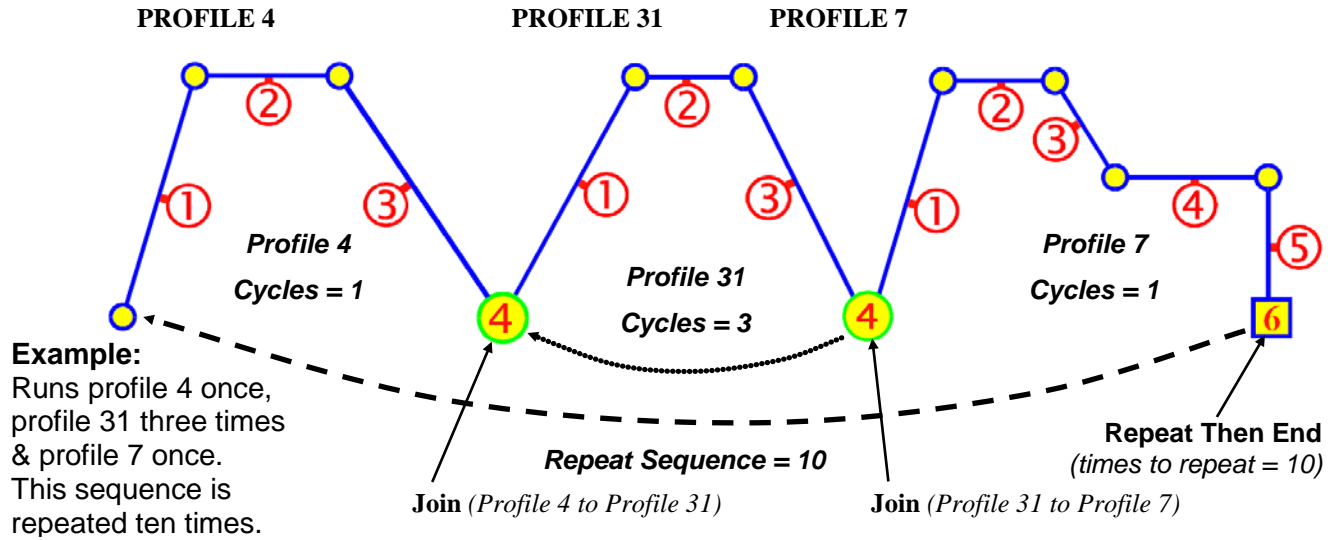 PROFILE 4 PROFILE 31 PROFILE 7
② ② ②
③
① ③ ① ③ ① ④
⑤
Profile 4
Cycles = 1
Profile 31
Cycles = 3
Profile 7
Cycles = 1
4 4 6
Example:
Runs profile 4 once,
profile 31 three times
& profile 7 once.
This sequence is
repeated ten times.
Repeat Sequence = 10
Repeat Then End
(times to repeat = 10)
Join (Profile 4 to Profile 31)
Join (Profile 31 to Profile 7)